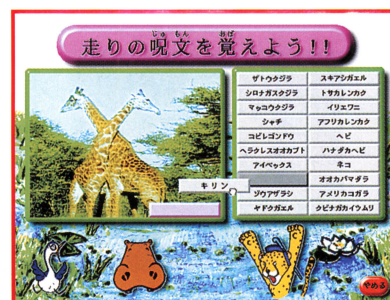 じゅ もん おぼ
走りの呪文を覚えよう!!
ザトウクジラ
シロナガスクジラ
マッコウクジラ
シャチ
コビレゴンドウ
ヘラクレスオオカブト
アイベックス
ゾウアザラシ
ヤドクガエル
スキアシガエル
トサカレンカク
イリエワニ
アフリカレンカク
ヘビ
ハナダカヘビ
ネコ
オオカバマダラ
アメリカコガラ
クビナガカイウムリ
キリン
やめる